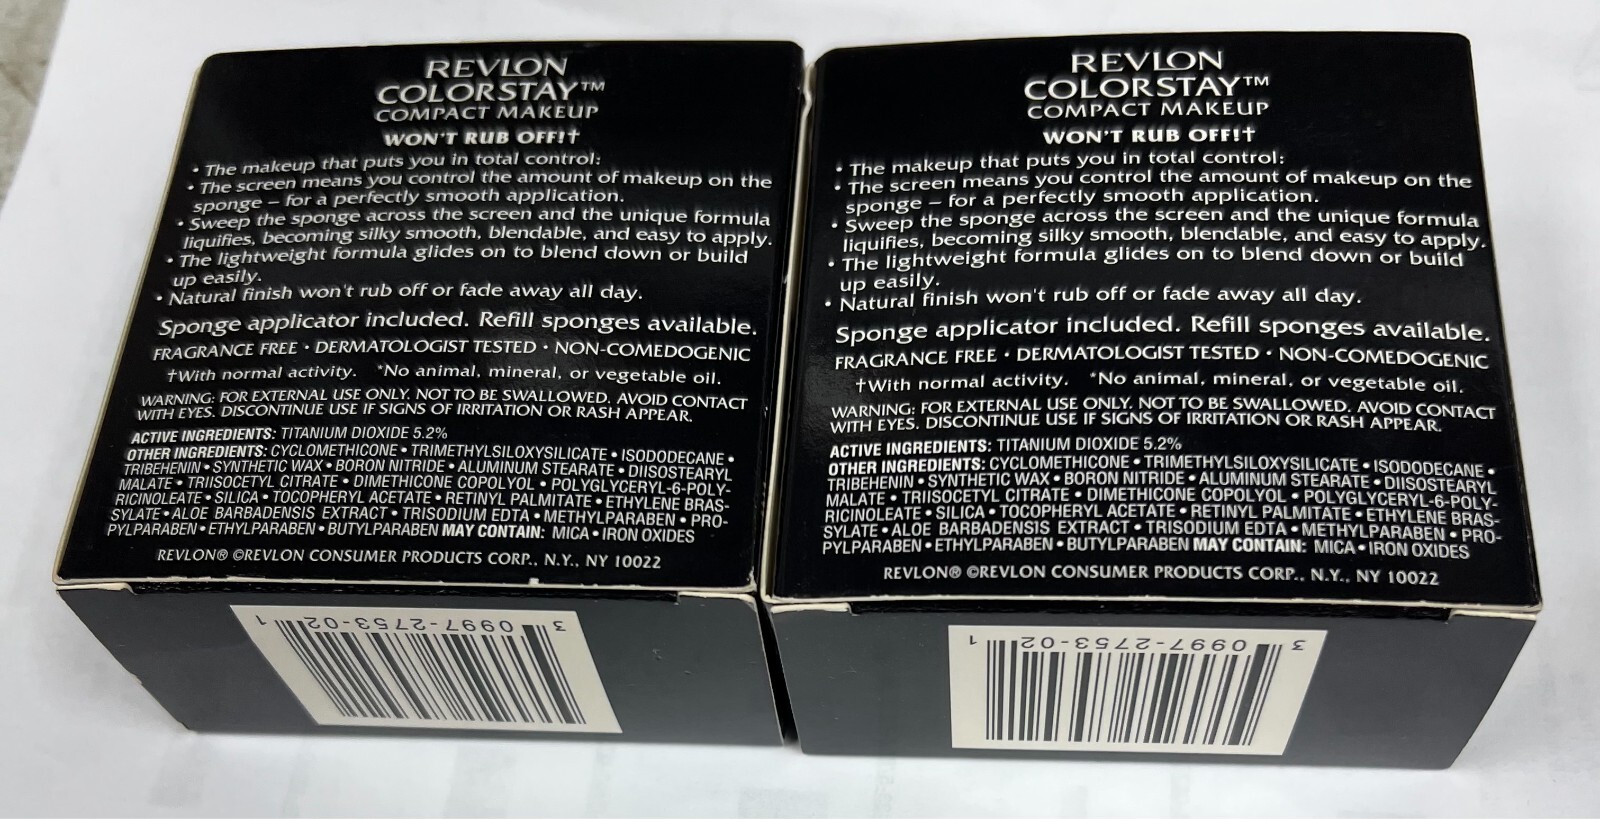 REVLON
COLORSTAY™
COMPACT MAKEUP
WON'T RUB OFF!†
• The makeup that puts you in total control:
• The screen means you control the amount of makeup on the
sponge – for a perfectly smooth application.
• Sweep the sponge across the screen and the unique formula
liquifies, becoming silky smooth, blendable, and easy to apply.
• The lightweight formula glides on to blend down or build
up easily.
• Natural finish won't rub off or fade away all day.
Sponge applicator included. Refill sponges available.
FRAGRANCE FREE • DERMATOLOGIST TESTED • NON-COMEDOGENIC
†With normal activity. *No animal, mineral, or vegetable oil.
WARNING: FOR EXTERNAL USE ONLY. NOT TO BE SWALLOWED. AVOID CONTACT
WITH EYES. DISCONTINUE USE IF SIGNS OF IRRITATION OR RASH APPEAR.
ACTIVE INGREDIENTS: TITANIUM DIOXIDE 5.2%
OTHER INGREDIENTS: CYCLOMETHICONE • TRIMETHYLSILOXYSILICATE • ISODODECANE •
TRIBEHENIN • SYNTHETIC WAX • BORON NITRIDE • ALUMINUM STEARATE • DIISOSTEARYL
MALATE • TRIISOCETYL CITRATE • DIMETHICONE COPOLYOL • POLYGLYCERYL-6-POLY-
RICINOLEATE • SILICA • TOCOPHERYL ACETATE • RETINYL PALMITATE • ETHYLENE BRAS-
SYLATE • ALOE BARBADENSIS EXTRACT • TRISODIUM EDTA • METHYLPARABEN • PRO-
PYLPARABEN • ETHYLPARABEN • BUTYLPARABEN MAY CONTAIN: MICA • IRON OXIDES
REVLON® ©REVLON CONSUMER PRODUCTS CORP., N.Y., NY 10022
3 0997-2753-02 1
REVLON
COLORSTAY™
COMPACT MAKEUP
WON'T RUB OFF!†
• The makeup that puts you in total control:
• The screen means you control the amount of makeup on the
sponge – for a perfectly smooth application.
• Sweep the sponge across the screen and the unique formula
liquifies, becoming silky smooth, blendable, and easy to apply.
• The lightweight formula glides on to blend down or build
up easily.
• Natural finish won't rub off or fade away all day.
Sponge applicator included. Refill sponges available.
FRAGRANCE FREE • DERMATOLOGIST TESTED • NON-COMEDOGENIC
†With normal activity. *No animal, mineral, or vegetable oil.
WARNING: FOR EXTERNAL USE ONLY. NOT TO BE SWALLOWED. AVOID CONTACT
WITH EYES. DISCONTINUE USE IF SIGNS OF IRRITATION OR RASH APPEAR.
ACTIVE INGREDIENTS: TITANIUM DIOXIDE 5.2%
OTHER INGREDIENTS: CYCLOMETHICONE • TRIMETHYLSILOXYSILICATE • ISODODECANE •
TRIBEHENIN • SYNTHETIC WAX • BORON NITRIDE • ALUMINUM STEARATE • DIISOSTEARYL
MALATE • TRIISOCETYL CITRATE • DIMETHICONE COPOLYOL • POLYGLYCERYL-6-POLY-
RICINOLEATE • SILICA • TOCOPHERYL ACETATE • RETINYL PALMITATE • ETHYLENE BRAS-
SYLATE • ALOE BARBADENSIS EXTRACT • TRISODIUM EDTA • METHYLPARABEN • PRO-
PYLPARABEN • ETHYLPARABEN • BUTYLPARABEN MAY CONTAIN: MICA • IRON OXIDES
REVLON® ©REVLON CONSUMER PRODUCTS CORP., N.Y., NY 10022
3 0997-2753-02 1